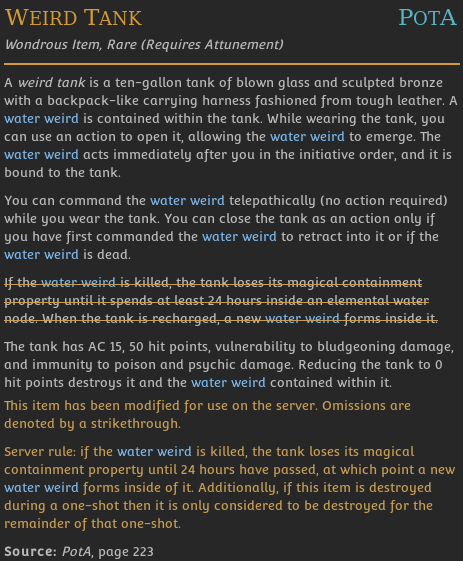 WEIRD TANK PotA
Wondrous Item, Rare (Requires Attunement)
A weird tank is a ten-gallon tank of blown glass and sculpted bronze
with a backpack-like carrying harness fashioned from tough leather. A
water weird is contained within the tank. While wearing the tank, you
can use an action to open it, allowing the water weird to emerge. The
water weird acts immediately after you in the initiative order, and it is
bound to the tank.
You can command the water weird telepathically (no action required)
while you wear the tank. You can close the tank as an action only if
you have first commanded the water weird to retract into it or if the
water weird is dead.
If the water weird is killed, the tank loses its magical containment
property until it spends at least 24 hours inside an elemental water
node. When the tank is recharged, a new water weird forms inside it.
The tank has AC 15, 50 hit points, vulnerability to bludgeoning damage,
and immunity to poison and psychic damage. Reducing the tank to 0
hit points destroys it and the water weird contained within it.
This item has been modified for use on the server. Omissions are
denoted by a strikethrough.
Server rule: if the water weird is killed, the tank loses its magical
containment property until 24 hours have passed, at which point a new
water weird forms inside of it. Additionally, if this item is destroyed
during a one-shot then it is only considered to be destroyed for the
remainder of that one-shot.
Source: PotA, page 223